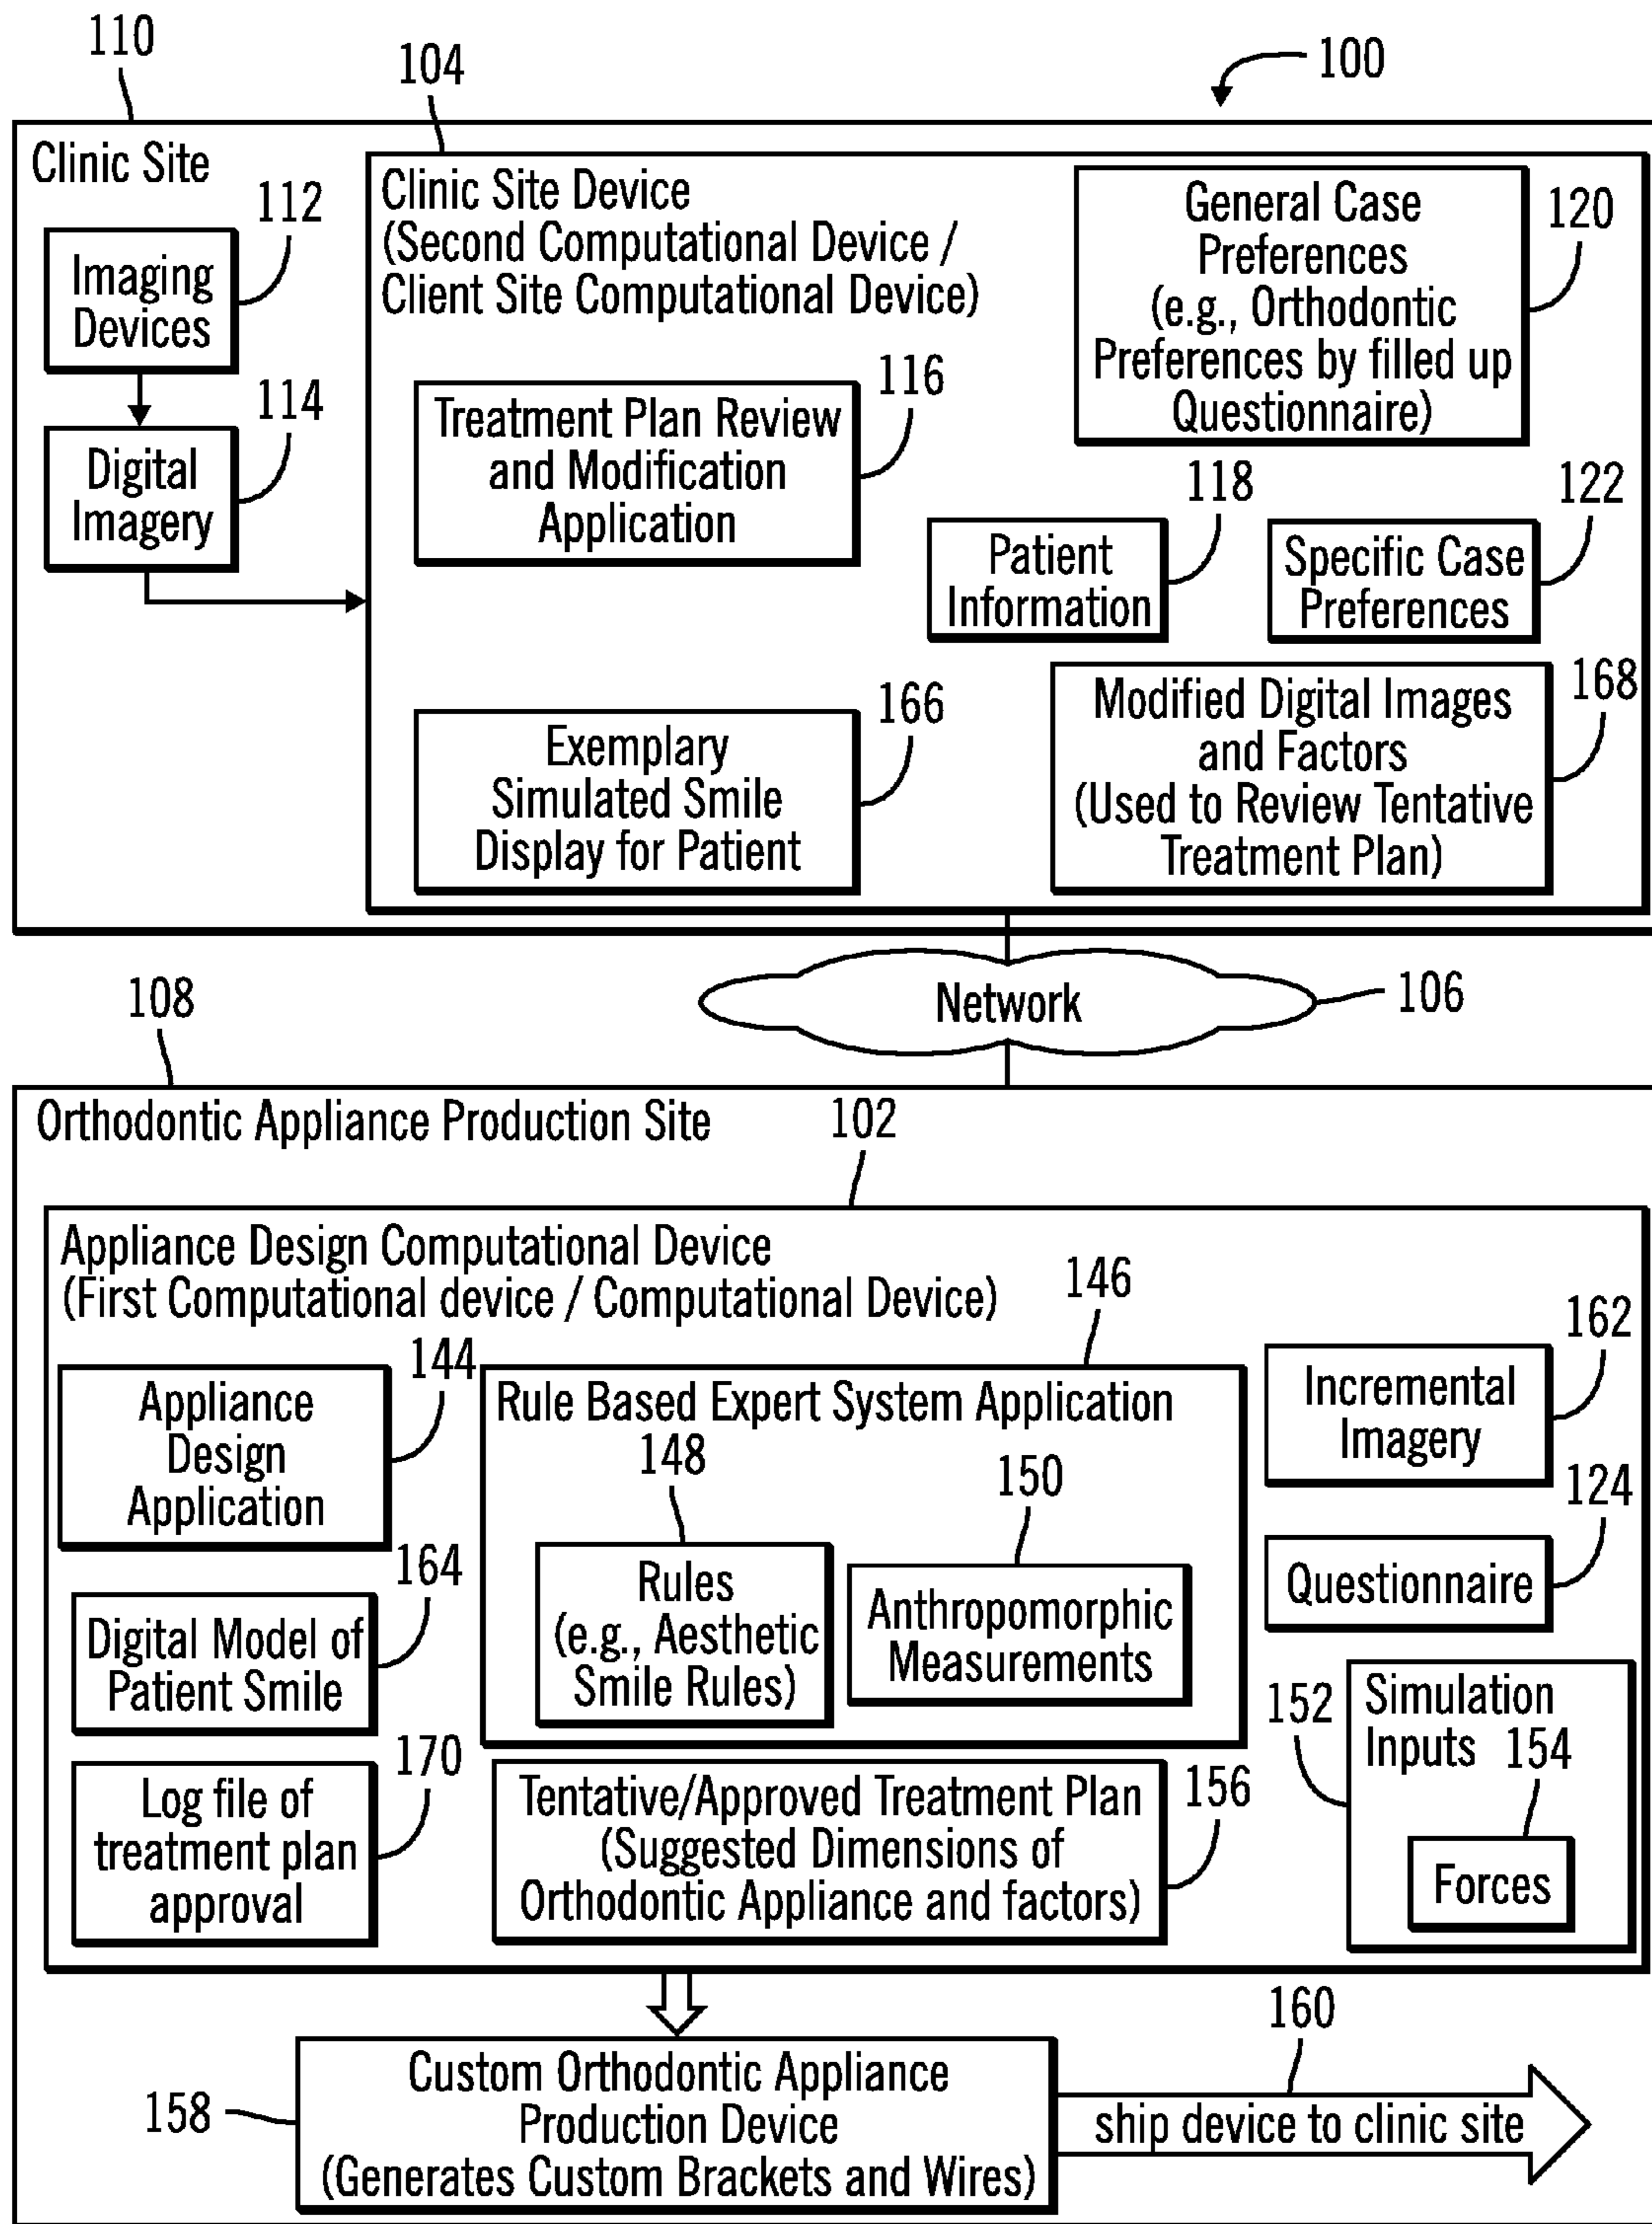 110
104
100
Clinic Site
112
Imaging
Devices
114
Digital
Imagery
Clinic Site Device
(Second Computational Device /
Client Site Computational Device)
General Case
Preferences
(e.g., Orthodontic
Preferences by filled up
Questionnaire)
120
116
Treatment Plan Review
and Modification
Application
118
Patient
Information
122
Specific Case
Preferences
166
Exemplary
Simulated Smile
Display for Patient
168
Modified Digital Images
and Factors
(Used to Review Tentative
Treatment Plan)
Network
106
108
Orthodontic Appliance Production Site
102
Appliance Design Computational Device
(First Computational device / Computational Device)
144
Appliance
Design
Application
146
Rule Based Expert System Application
148
Rules
(e.g., Aesthetic
Smile Rules)
150
Anthropomorphic
Measurements
162
Incremental
Imagery
124
Questionnaire
164
Digital Model of
Patient Smile
170
Log file of
treatment plan
approval
Tentative/Approved Treatment Plan
(Suggested Dimensions of
Orthodontic Appliance and factors)
156
152
Simulation
Inputs
154
Forces
158
Custom Orthodontic Appliance
Production Device
(Generates Custom Brackets and Wires)
160
ship device to clinic site